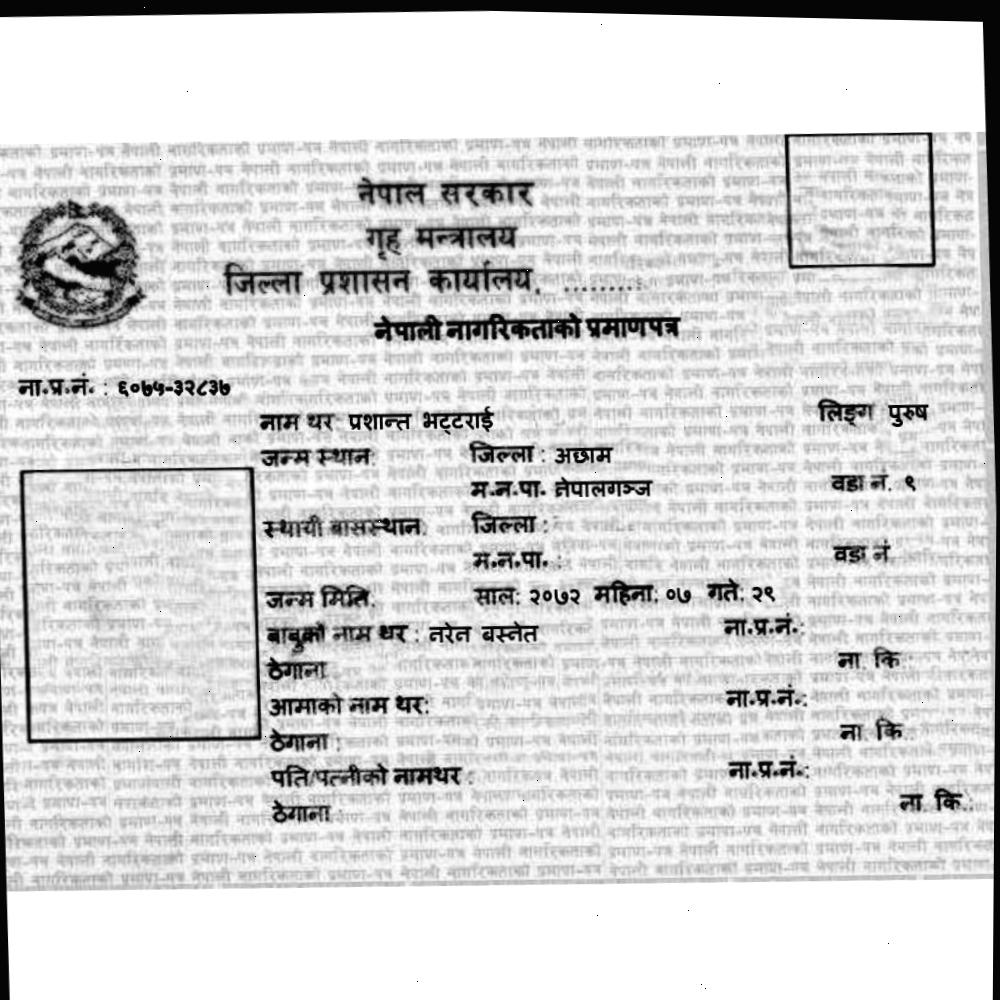 नेपाल सरकार
गृह मन्त्रालय
जिल्ला प्रशासन कार्यालय, ..........
नेपाली नागरिकताको प्रमाणपत्र
ना.प्र.नं. : ६०७५-३२८३७
नाम थर: प्रशान्त भट्टराई लिङ्ग पुरुष
जन्म स्थान: जिल्ला : अछाम
म.न.पा. नेपालगञ्ज वडा नं. ९
स्थायी बासस्थान: जिल्ला :
म.न.पा. : वडा नं.
जन्म मिति: साल: २०७२ महिना: ०७ गते: २९
बाबुको नाम थर : नरेन बस्नेत ना.प्र.नं.:
ठेगाना : ना. कि.:
आमाको नाम थर: ना.प्र.नं.:
ठेगाना : ना. कि.:
पति/पत्नीको नामथर : ना.प्र.नं.:
ठेगाना : ना. कि.: